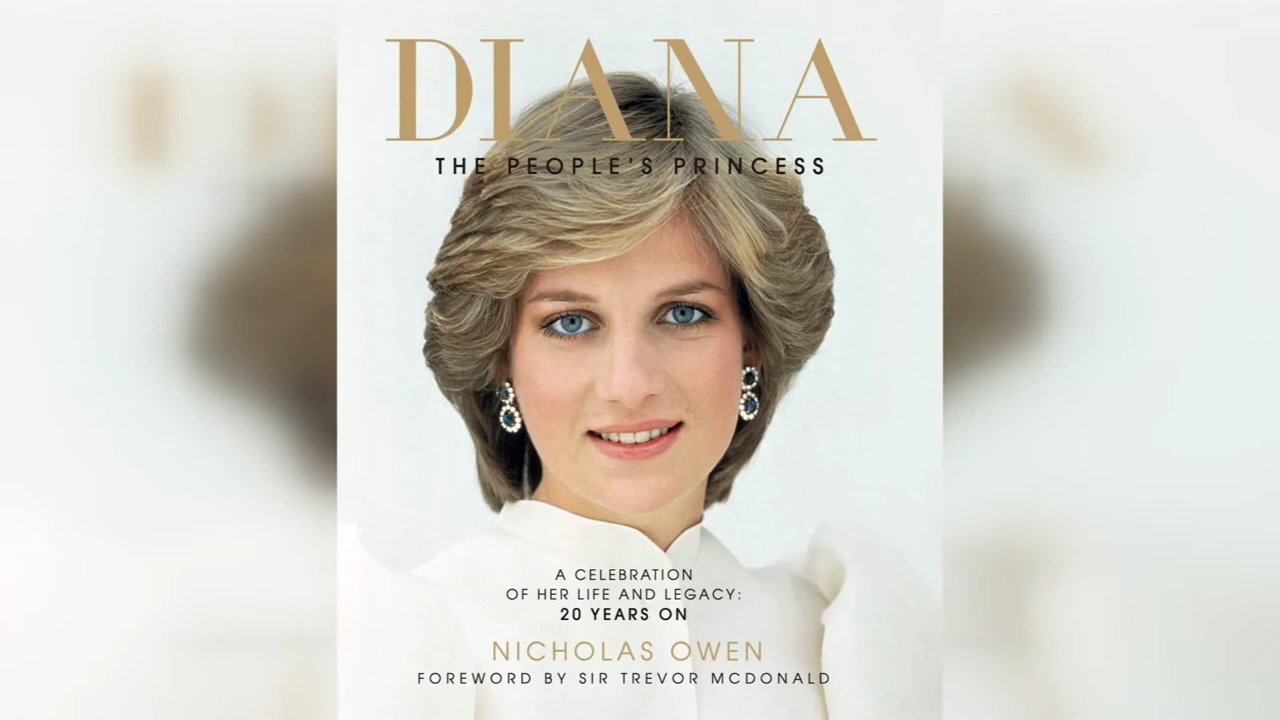 DIANA
THE PEOPLE'S PRINCESS
A CELEBRATION
OF HER LIFE AND LEGACY:
20 YEARS ON
NICHOLAS OWEN
FOREWORD BY SIR TREVOR MCDONALD